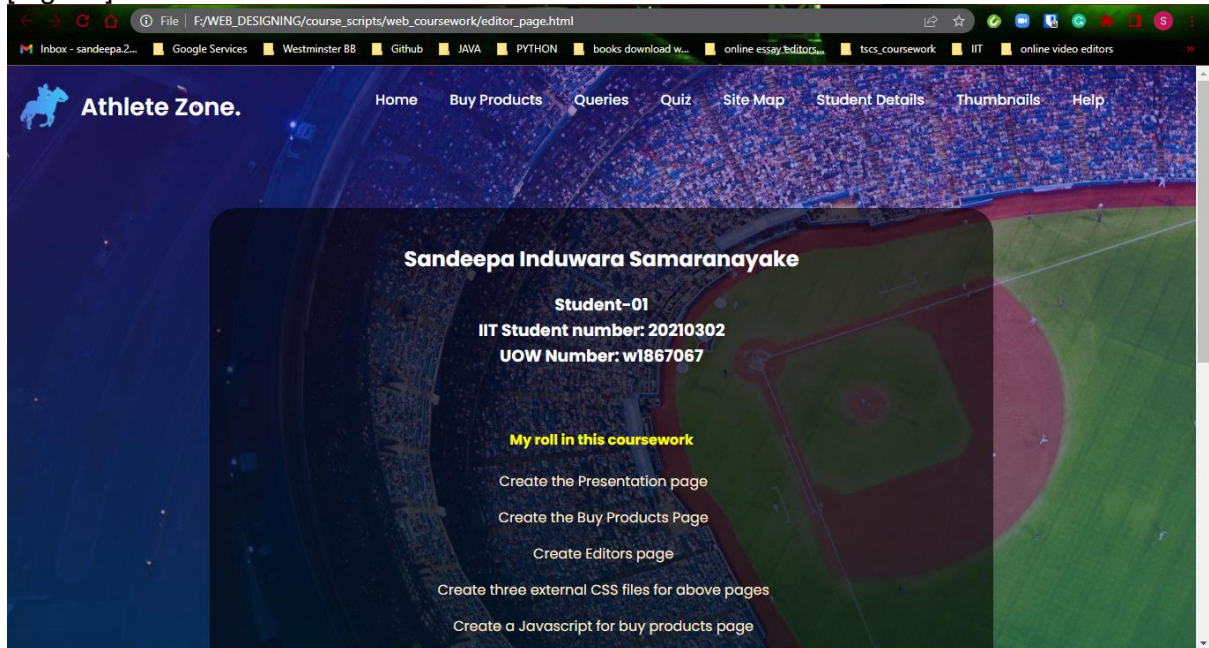 File | F:/WEB_DESIGNING/course_scripts/web_coursework/editor_page.html
S
Inbox - sandeepa.2... Google Services Westminster BB Github JAVA PYTHON books download w... online essay editors,... tscs_coursework IIT online video editors »
Athlete Zone. Home Buy Products Queries Quiz Site Map Student Details Thumbnails Help
Sandeepa Induwara Samaranayake
Student-01
IIT Student number: 20210302
UOW Number: w1867067
My roll in this coursework
Create the Presentation page
Create the Buy Products Page
Create Editors page
Create three external CSS files for above pages
Create a Javascript for buy products page